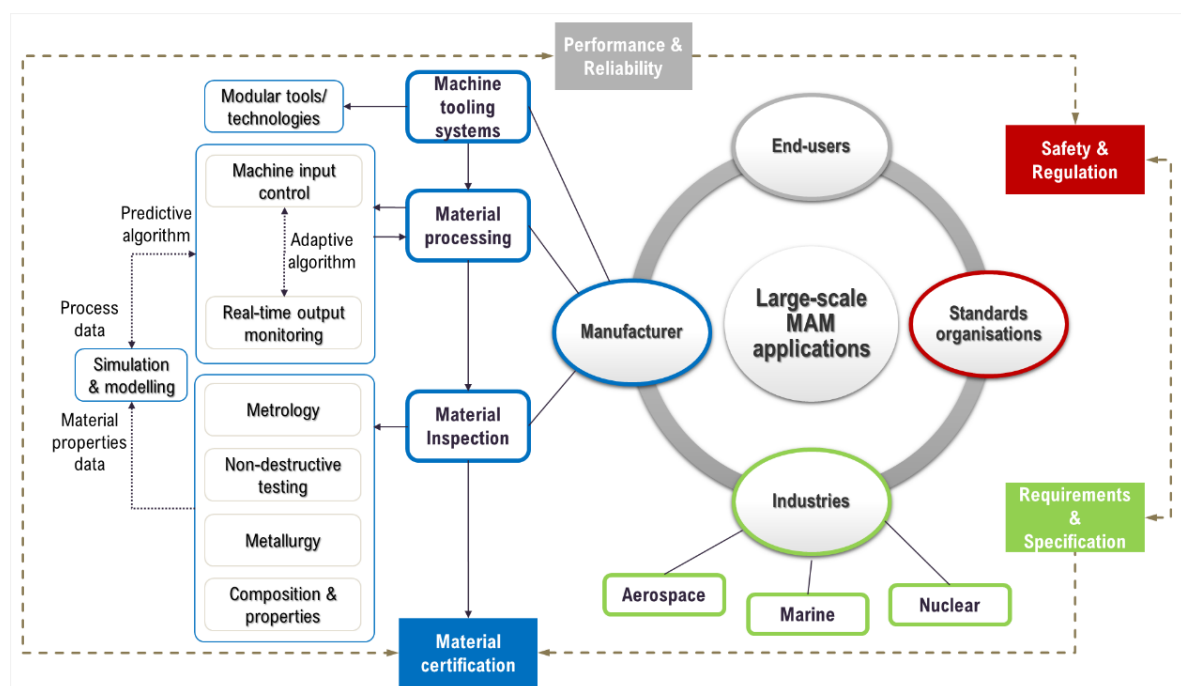 Performance &
Reliability
Machine
tooling
systems
Modular tools/
technologies
End-users
Safety &
Regulation
Machine input
control
Predictive
algorithm
Adaptive
algorithm
Material
processing
Real-time output
monitoring
Process
data
Simulation
& modelling
Manufacturer
Large-scale
MAM
applications
Standards
organisations
Material
properties
data
Metrology
Material
Inspection
Non-destructive
testing
Metallurgy
Composition &
properties
Industries
Requirements
&
Specification
Aerospace
Marine
Nuclear
Material
certification